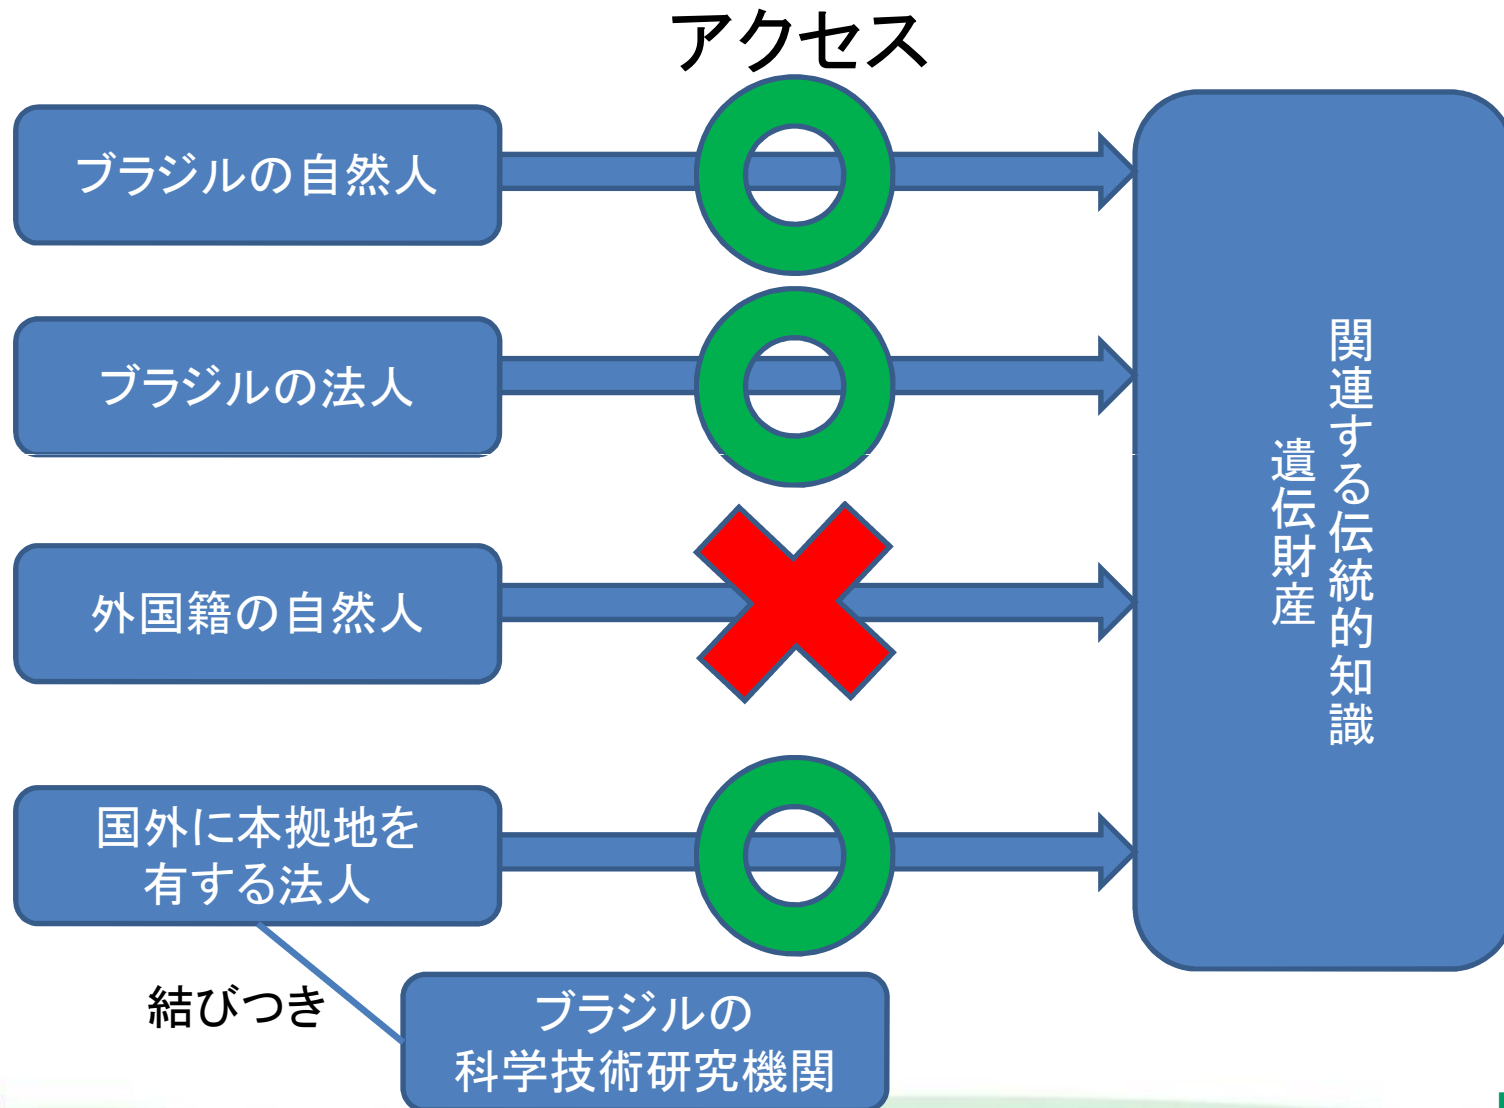 アクセス
ブラジルの自然人
ブラジルの法人
外国籍の自然人
国外に本拠地を
有する法人
結びつき
ブラジルの
科学技術研究機関
関連する伝統的知識
遺伝財産